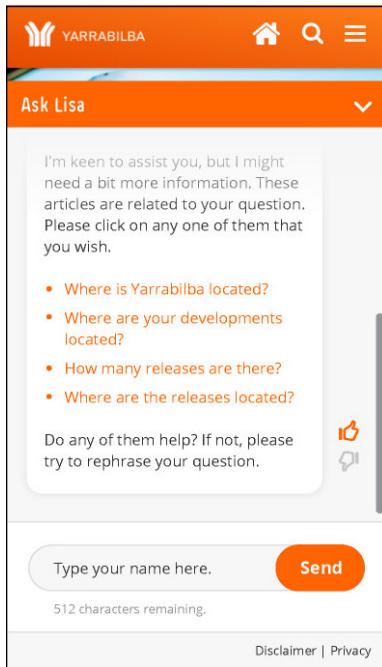 YARRABILBA
Ask Lisa
I'm keen to assist you, but I might
need a bit more information. These
articles are related to your question.
Please click on any one of them that
you wish.
• Where is Yarrabilba located?
• Where are your developments
located?
• How many releases are there?
• Where are the releases located?
Do any of them help? If not, please
try to rephrase your question.
Type your name here.
Send
512 characters remaining.
Disclaimer | Privacy